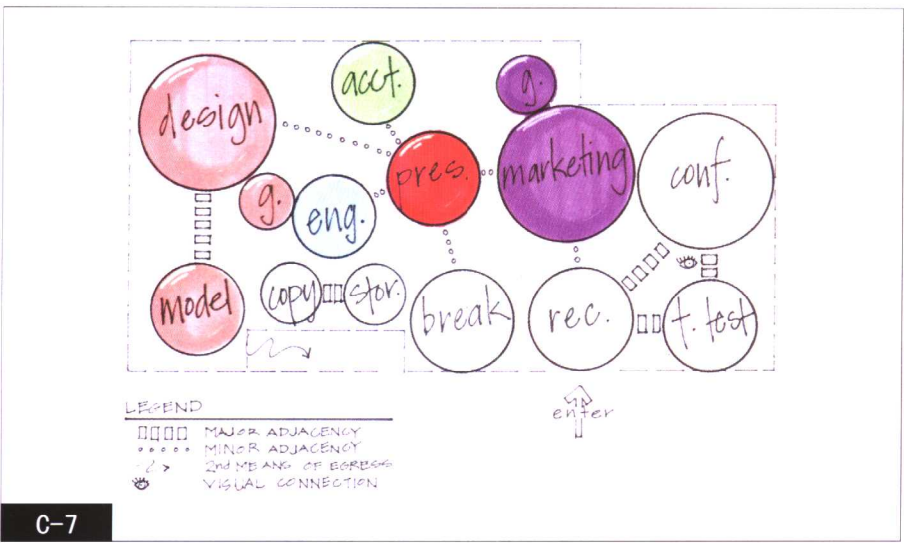 acct.
g.
design
pres.
marketing
conf.
g.
eng.
model
copy
stor.
break
rec.
t. test
enter
LEGEND
MAJOR ADJACENCY
MINOR ADJACENCY
2nd MEANS OF EGRESS
VISUAL CONNECTION
C-7